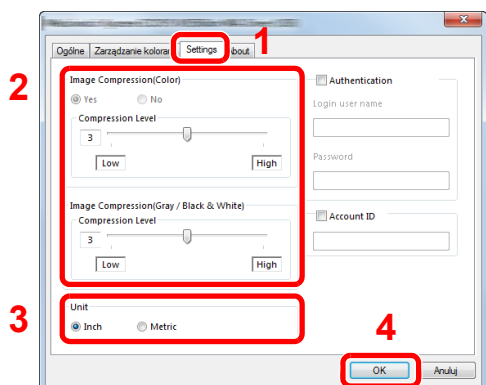 1
Ogólne Zarządzanie kolorami Settings About
2
Image Compression(Color)
Yes No
Compression Level
3
Low High
Image Compression(Gray / Black & White)
Compression Level
3
Low High
Authentication
Login user name
Password
Account ID
3
Unit
Inch Metric
4
OK Anuluj